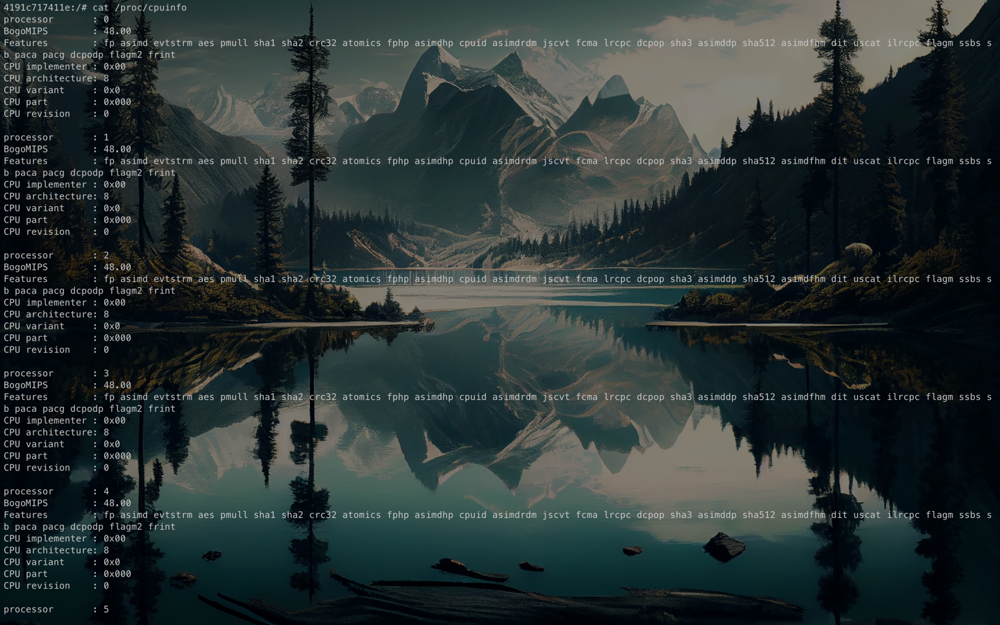 4191c717411e:/# cat /proc/cpuinfo
processor       : 0
BogoMIPS        : 48.00
Features        : fp asimd evtstrm aes pmull sha1 sha2 crc32 atomics fphp asimdhp cpuid asimdrdm jscvt fcma lrcpc dcpop sha3 asimddp sha512 asimdfhm dit uscat ilrcpc flagm ssbs s
b paca pacg dcpodp flagm2 frint
CPU implementer : 0x00
CPU architecture: 8
CPU variant     : 0x0
CPU part        : 0x000
CPU revision    : 0

processor       : 1
BogoMIPS        : 48.00
Features        : fp asimd evtstrm aes pmull sha1 sha2 crc32 atomics fphp asimdhp cpuid asimdrdm jscvt fcma lrcpc dcpop sha3 asimddp sha512 asimdfhm dit uscat ilrcpc flagm ssbs s
b paca pacg dcpodp flagm2 frint
CPU implementer : 0x00
CPU architecture: 8
CPU variant     : 0x0
CPU part        : 0x000
CPU revision    : 0

processor       : 2
BogoMIPS        : 48.00
Features        : fp asimd evtstrm aes pmull sha1 sha2 crc32 atomics fphp asimdhp cpuid asimdrdm jscvt fcma lrcpc dcpop sha3 asimddp sha512 asimdfhm dit uscat ilrcpc flagm ssbs s
b paca pacg dcpodp flagm2 frint
CPU implementer : 0x00
CPU architecture: 8
CPU variant     : 0x0
CPU part        : 0x000
CPU revision    : 0

processor       : 3
BogoMIPS        : 48.00
Features        : fp asimd evtstrm aes pmull sha1 sha2 crc32 atomics fphp asimdhp cpuid asimdrdm jscvt fcma lrcpc dcpop sha3 asimddp sha512 asimdfhm dit uscat ilrcpc flagm ssbs s
b paca pacg dcpodp flagm2 frint
CPU implementer : 0x00
CPU architecture: 8
CPU variant     : 0x0
CPU part        : 0x000
CPU revision    : 0

processor       : 4
BogoMIPS        : 48.00
Features        : fp asimd evtstrm aes pmull sha1 sha2 crc32 atomics fphp asimdhp cpuid asimdrdm jscvt fcma lrcpc dcpop sha3 asimddp sha512 asimdfhm dit uscat ilrcpc flagm ssbs s
b paca pacg dcpodp flagm2 frint
CPU implementer : 0x00
CPU architecture: 8
CPU variant     : 0x0
CPU part        : 0x000
CPU revision    : 0

processor       : 5